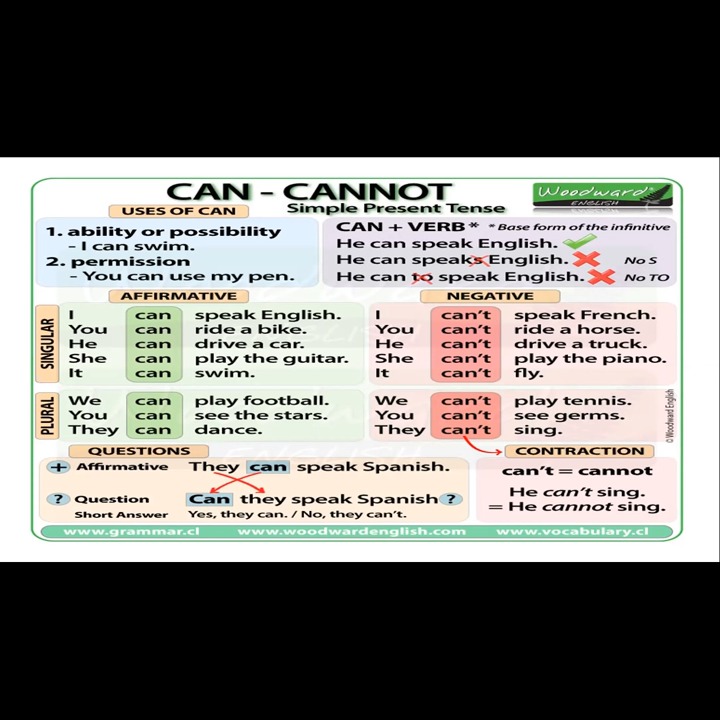 CAN – CANNOT
Simple Present Tense
Woodward
ENGLISH
USES OF CAN
1. ability or possibility
- I can swim.
2. permission
- You can use my pen.
CAN + VERB* * Base form of the infinitive
He can speak English.
He can speaks English. No S
He can to speak English. No TO
AFFIRMATIVE
SINGULAR
I can speak English.
You can ride a bike.
He can drive a car.
She can play the guitar.
It can swim.
PLURAL
We can play football.
You can see the stars.
They can dance.
NEGATIVE
I can't speak French.
You can't ride a horse.
He can't drive a truck.
She can't play the piano.
It can't fly.
We can't play tennis.
You can't see germs.
They can't sing.
© Woodward English
QUESTIONS
+ Affirmative They can speak Spanish.
? Question Can they speak Spanish ?
Short Answer Yes, they can. / No, they can't.
CONTRACTION
can't = cannot
He can't sing.
= He cannot sing.
www.grammar.cl www.woodwardenglish.com www.vocabulary.cl